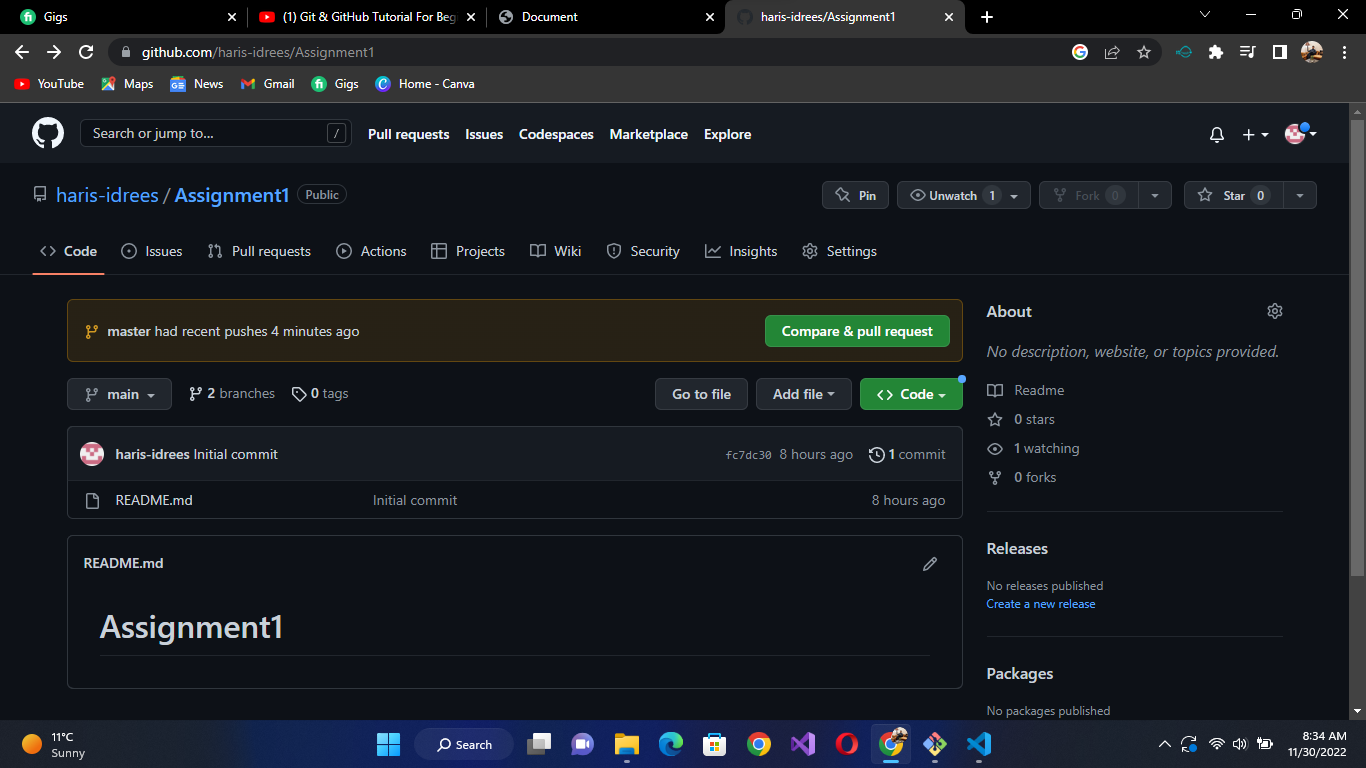 Gigs
(1) Git & GitHub Tutorial For Beg
Document
haris-idrees/Assignment1
github.com/haris-idrees/Assignment1
YouTube
Maps
News
Gmail
Gigs
Home - Canva
Search or jump to...
/
Pull requests
Issues
Codespaces
Marketplace
Explore
haris-idrees / Assignment1
Public
Pin
Unwatch 1
Fork 0
Star 0
Code
Issues
Pull requests
Actions
Projects
Wiki
Security
Insights
Settings
master had recent pushes 4 minutes ago
Compare & pull request
main
2 branches
0 tags
Go to file
Add file
Code
haris-idrees Initial commit
fc7dc30 8 hours ago
1 commit
README.md
Initial commit
8 hours ago
README.md
Assignment1
About
No description, website, or topics provided.
Readme
0 stars
1 watching
0 forks
Releases
No releases published
Create a new release
Packages
No packages published
11°C
Sunny
Search
8:34 AM
11/30/2022